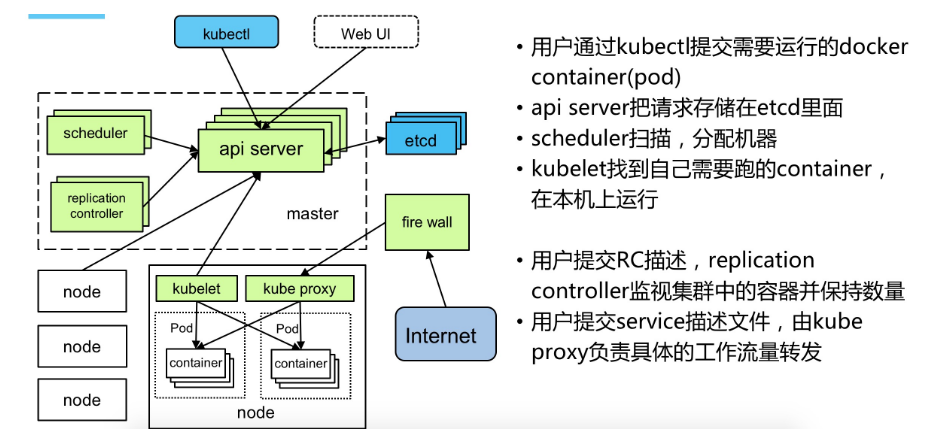 kubectl
Web UI
scheduler
api server
etcd
replication
controller
master
fire wall
node
kubelet
kube proxy
node
Pod
Pod
Internet
container
container
node
node
• 用户通过kubectl提交需要运行的docker
container(pod)
• api server把请求存储在etcd里面
• scheduler扫描，分配机器
• kubelet找到自己需要跑的container，
在本机上运行
• 用户提交RC描述，replication
controller监视集群中的容器并保持数量
• 用户提交service描述文件，由kube
proxy负责具体的工作流量转发